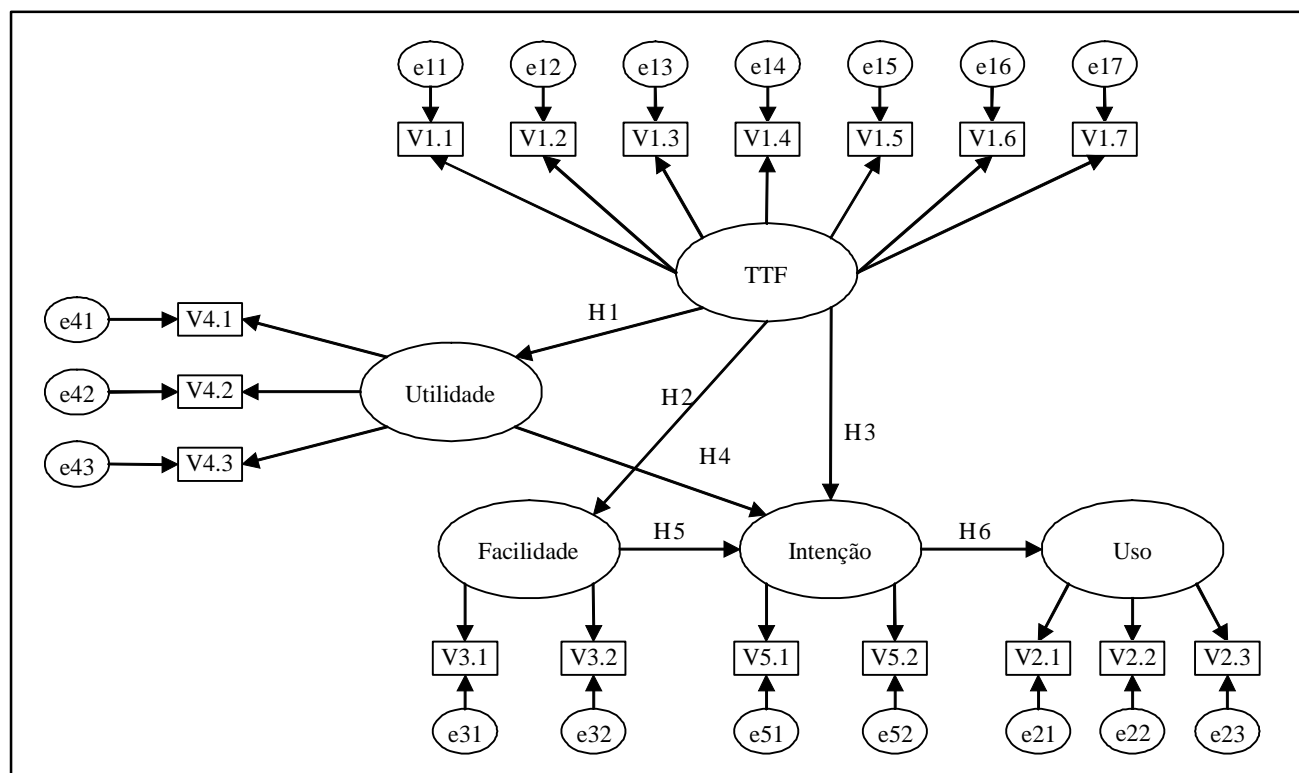 e11 e12 e13 e14 e15 e16 e17
V1.1 V1.2 V1.3 V1.4 V1.5 V1.6 V1.7
TTF
H1
e41 V4.1
e42 V4.2
Utilidade
H2
H3
e43 V4.3
H4
Facilidade
H5
Intenção
H6
Uso
V3.1 V3.2 V5.1 V5.2 V2.1 V2.2 V2.3
e31 e32 e51 e52 e21 e22 e23